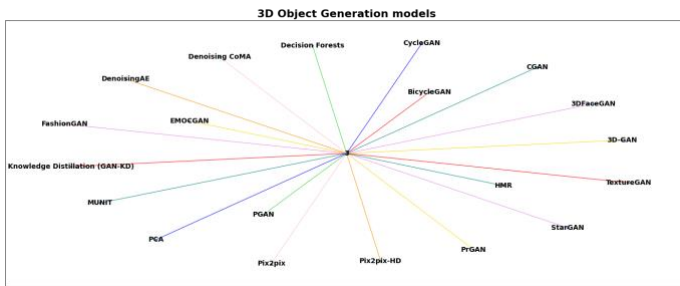 3D Object Generation models
CycleGAN
Decision Forests
Denoising CoMA
CGAN
DenoisingAE
BicycleGAN
3DFaceGAN
EMOCGAN
FashionGAN
3D-GAN
Knowledge Distillation (GAN-KD)
TextureGAN
HMR
MUNIT
PGAN
StarGAN
PCA
PrGAN
Pix2pix-HD
Pix2pix